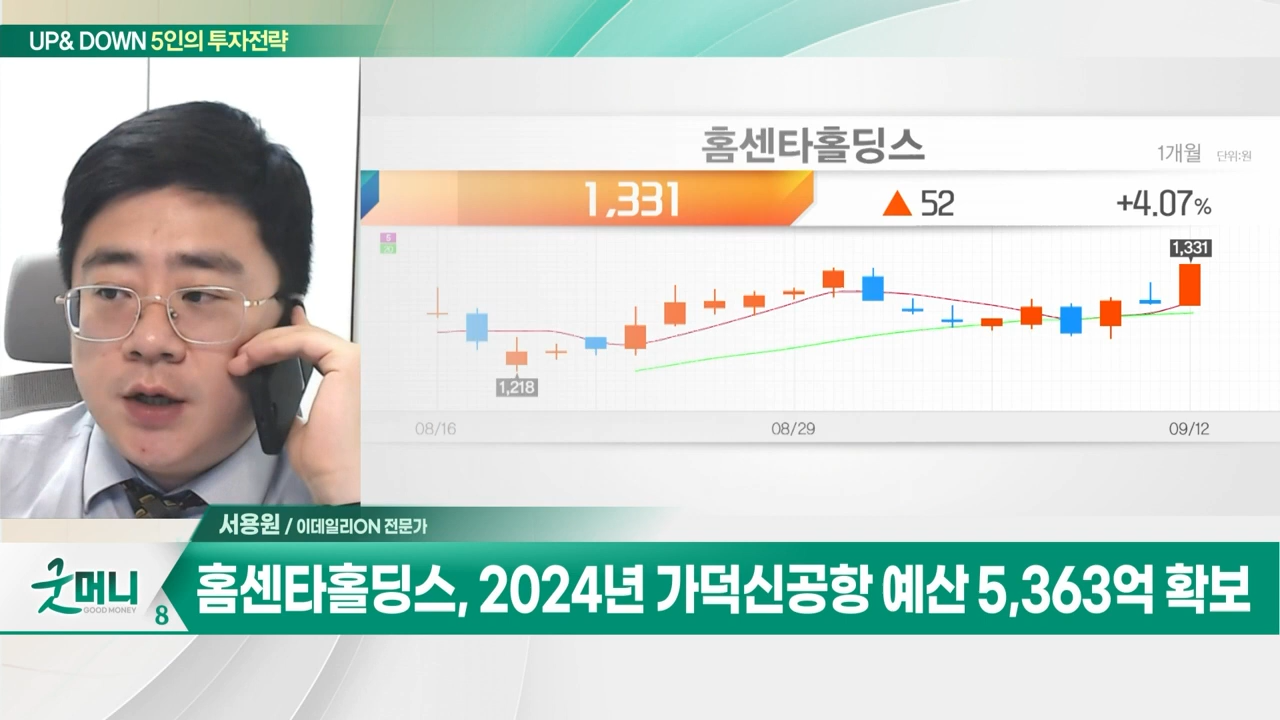 UP& DOWN 5인의 투자전략
홈센타홀딩스
1개월 단위:원
1,331 ▲ 52 +4.07%
5
20
1,331
1,218
08/16 08/29 09/12
서용원 / 이데일리ON 전문가
굿머니
GOOD MONEY
8
홈센타홀딩스, 2024년 가덕신공항 예산 5,363억 확보